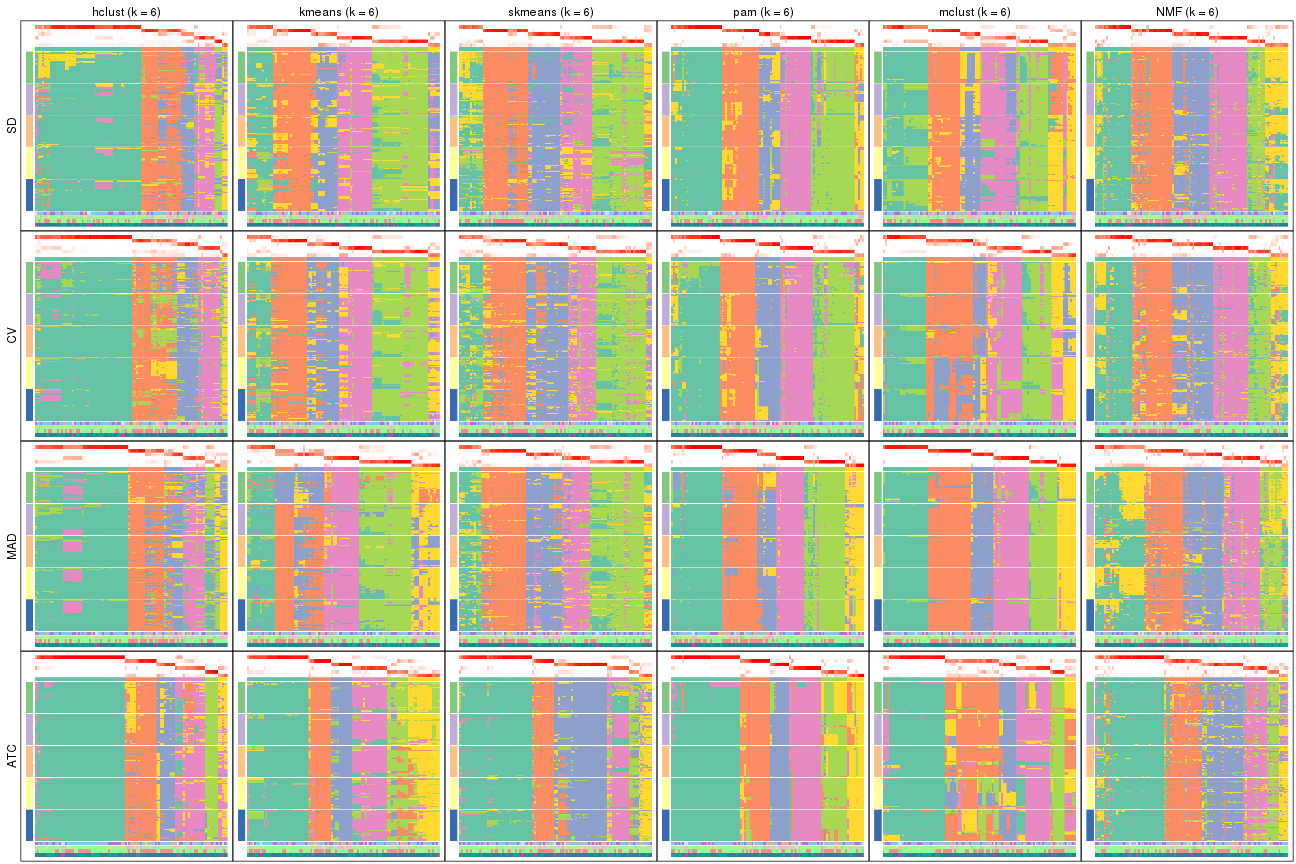 hclust (k = 6)
kmeans (k = 6)
skmeans (k = 6)
pam (k = 6)
mclust (k = 6)
NMF (k = 6)
SD
CV
MAD
ATC